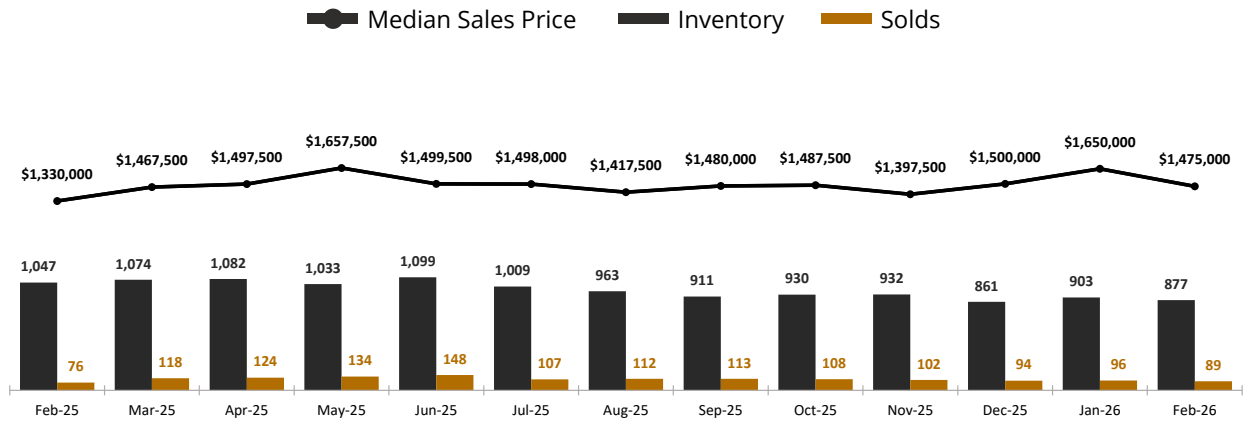 Median Sales Price Inventory Solds
$1,330,000 $1,467,500 $1,497,500 $1,657,500 $1,499,500 $1,498,000 $1,417,500 $1,480,000 $1,487,500 $1,397,500 $1,500,000 $1,650,000 $1,475,000
1,047 1,074 1,082 1,033 1,099 1,009 963 911 930 932 861 903 877
76 118 124 134 148 107 112 113 108 102 94 96 89
Feb-25 Mar-25 Apr-25 May-25 Jun-25 Jul-25 Aug-25 Sep-25 Oct-25 Nov-25 Dec-25 Jan-26 Feb-26